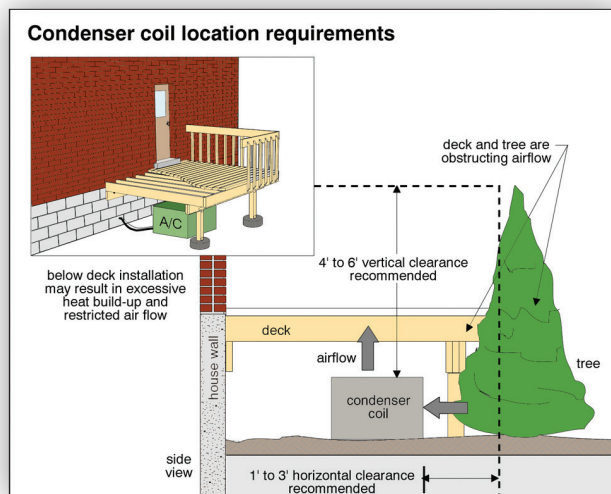 Condenser coil location requirements
A/C
below deck installation
may result in excessive
heat build-up and
restricted air flow
deck and tree are
obstructing airflow
4' to 6' vertical clearance
recommended
deck
airflow
house wall
tree
condenser
coil
side
view
1' to 3' horizontal clearance
recommended